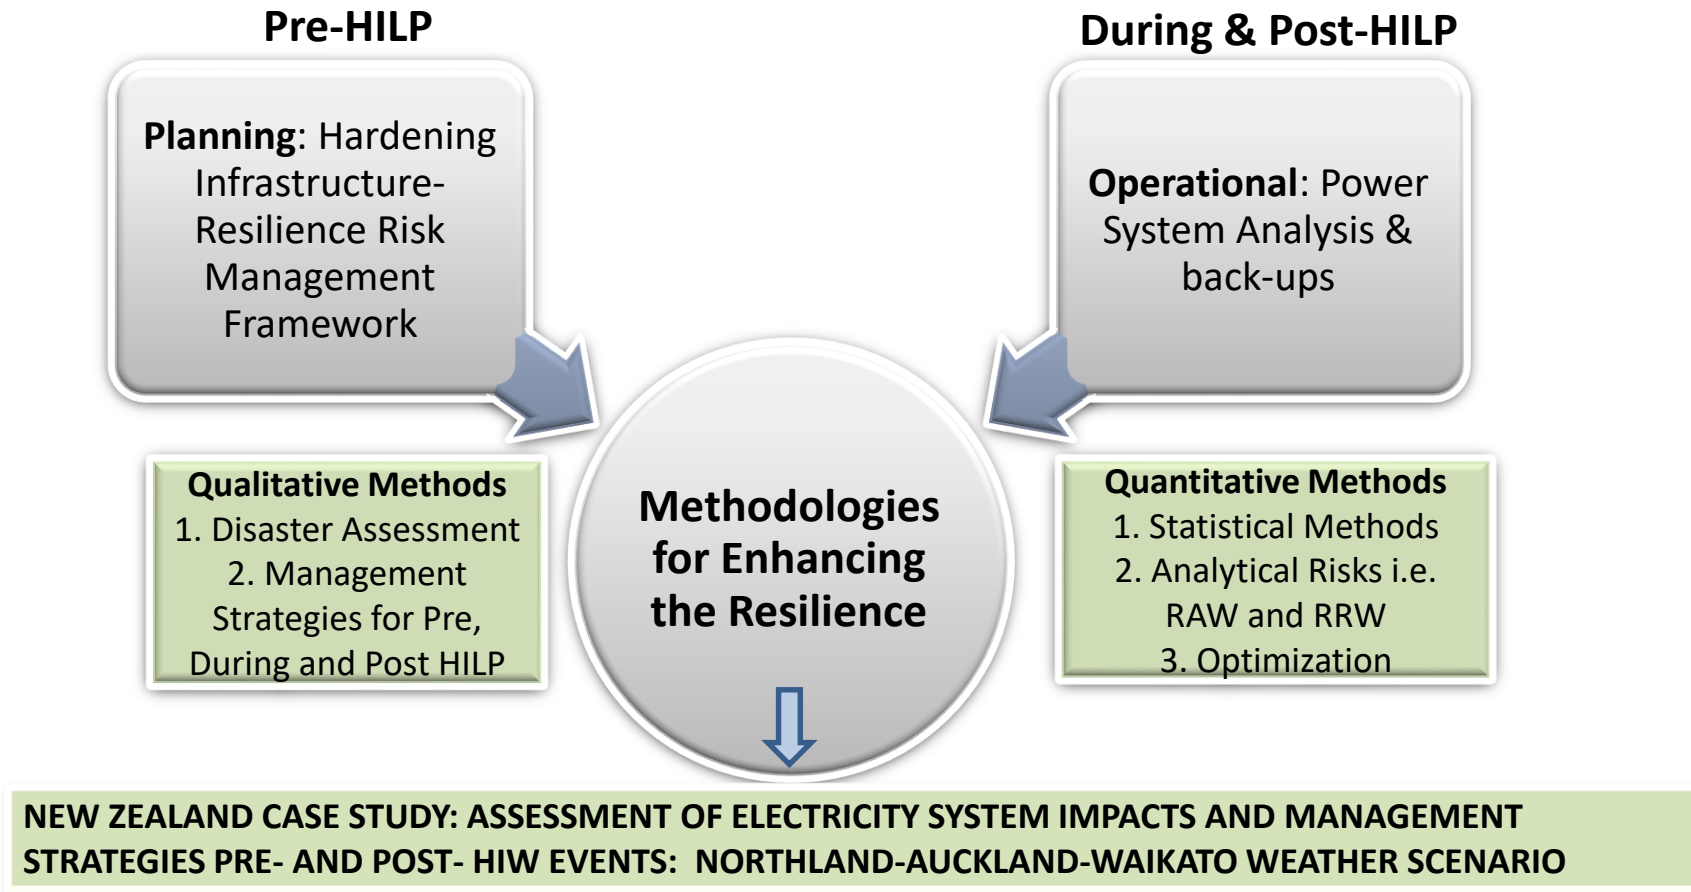 Pre-HILP
Planning: Hardening
Infrastructure-
Resilience Risk
Management
Framework
During & Post-HILP
Operational: Power
System Analysis &
back-ups
Qualitative Methods
1. Disaster Assessment
2. Management
Strategies for Pre,
During and Post HILP
Methodologies
for Enhancing
the Resilience
Quantitative Methods
1. Statistical Methods
2. Analytical Risks i.e.
RAW and RRW
3. Optimization
NEW ZEALAND CASE STUDY: ASSESSMENT OF ELECTRICITY SYSTEM IMPACTS AND MANAGEMENT
STRATEGIES PRE- AND POST- HIW EVENTS: NORTHLAND-AUCKLAND-WAIKATO WEATHER SCENARIO